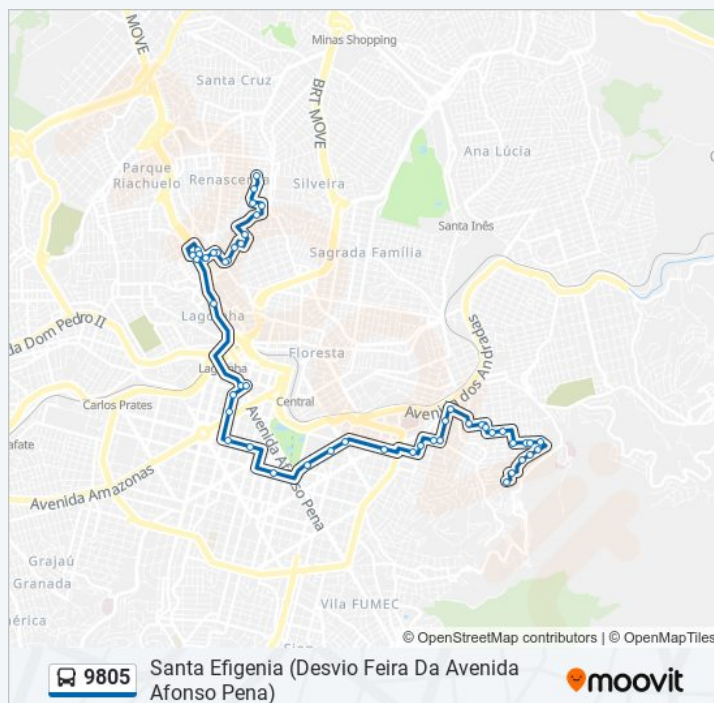 Minas Shopping
MOVE
Santa Cruz
BRT MOVE
Ana Lúcia
Parque
Riachuelo
Renascença
Silveira
Santa Inês
Sagrada Família
Lagoinha
da Dom Pedro II
Floresta
Avenida dos Andradas
Lagoinha
Carlos Prates
Central
Avenida Afonso Pena
afate
Avenida Amazonas
Grajaú
Granada
mérica
Vila FUMEC
Sion
© OpenStreetMap contributors | © OpenMapTiles
9805
Santa Efigenia (Desvio Feira Da Avenida
Afonso Pena)
moovit